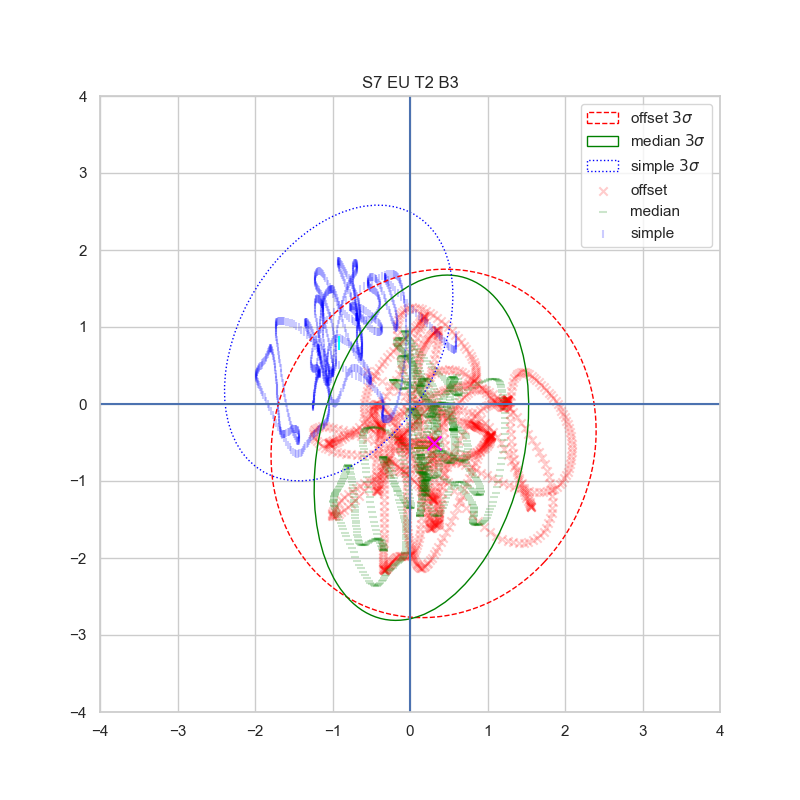 S7 EU T2 B3
offset 3σ
median 3σ
simple 3σ
offset
median
simple
4
3
2
1
0
−1
−2
−3
−4
−4 −3 −2 −1 0 1 2 3 4